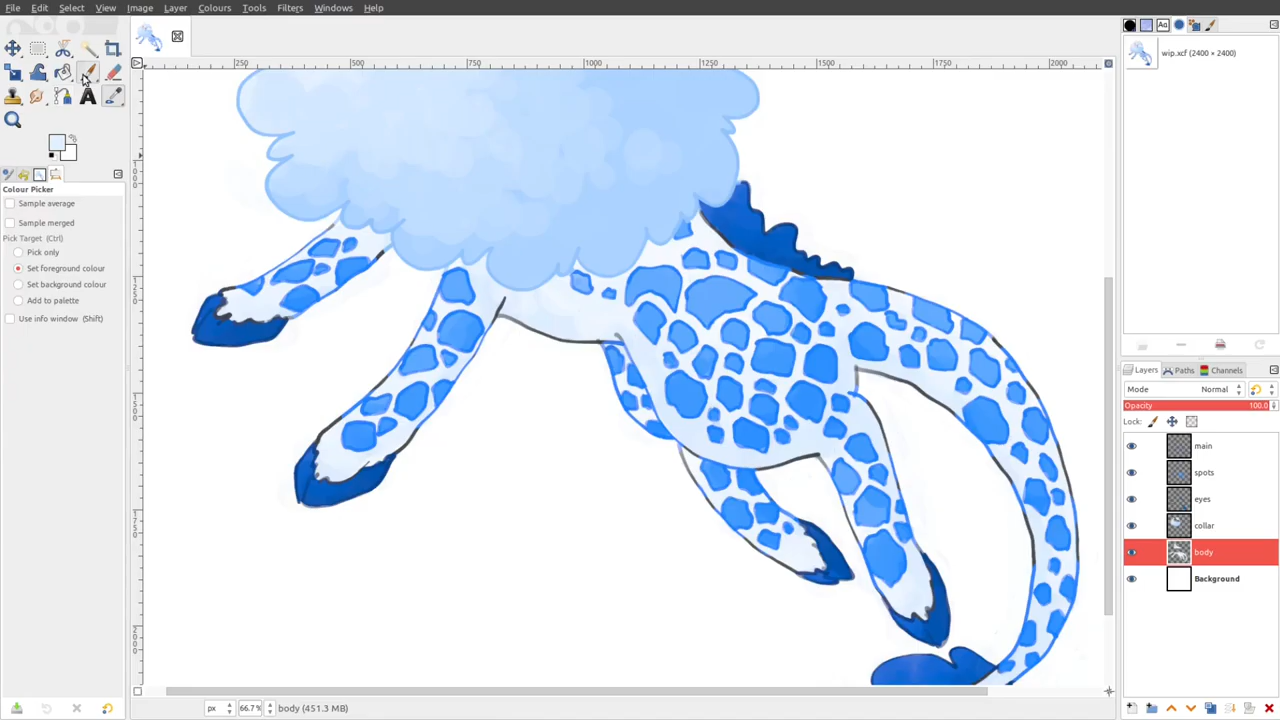 File Edit Select View Image Layer Colours Tools Filters Windows Help
250 500 750 1000 1250 1500 1750 2000
A
Aa
wip.xcf (2400 × 2400)
Colour Picker
Sample average
Sample merged
Pick Target (Ctrl)
Pick only
Set foreground colour
Set background colour
Add to palette
Use info window (Shift)
Layers Paths Channels
Mode Normal
Opacity 100.0
Lock:
main
spots
eyes
collar
body
Background
px 66.7% body (451.3 MB)